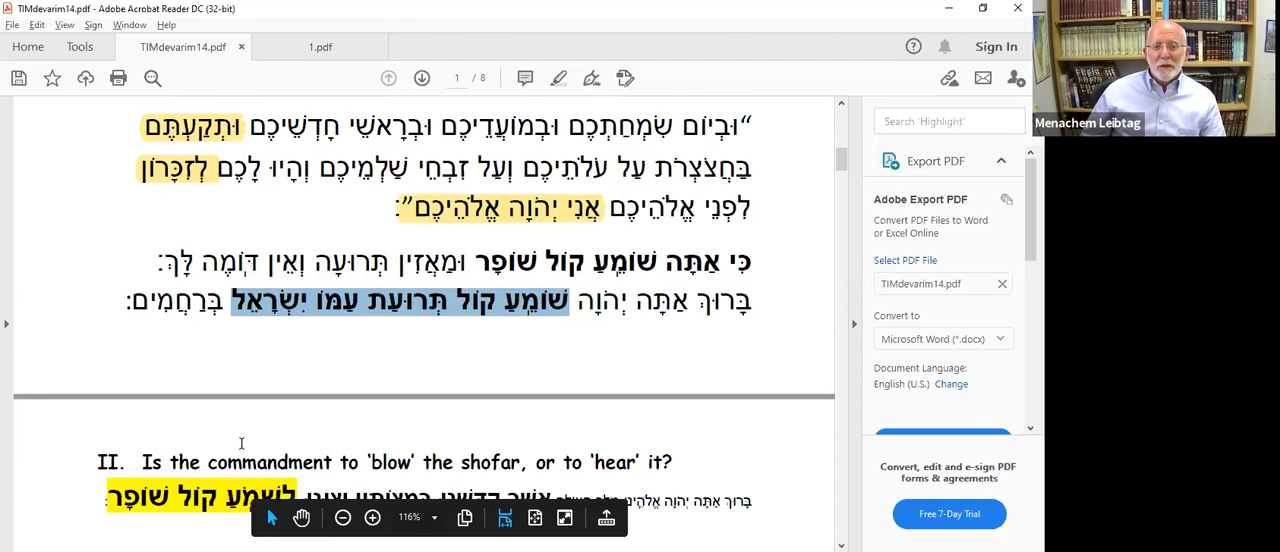 TIMdevarim14.pdf - Adobe Acrobat Reader DC (32-bit)
File Edit View Sign Window Help
Home Tools TIMdevarim14.pdf 1.pdf Sign In
1 / 8
"וּבְיוֹם שִׂמְחַתְכֶם וּבְמוֹעֲדֵיכֶם וּבְרָאשֵׁי חׇדְשֵׁיכֶם וּתְקַעְתֶּם
בַּחֲצֹצְרֹת עַל עֹלֹתֵיכֶם וְעַל זִבְחֵי שַׁלְמֵיכֶם וְהָיוּ לָכֶם לְזִכָּרוֹן
לִפְנֵי אֱלֹהֵיכֶם אֲנִי יְהֹוָה אֱלֹהֵיכֶם":
כִּי אַתָּה שׁוֹמֵעַ קוֹל שׁוֹפָר וּמַאֲזִין תְּרוּעָה וְאֵין דּוֹמֶה לָּךְ:
בָּרוּךְ אַתָּה יְהֹוָה שׁוֹמֵעַ קוֹל תְּרוּעַת עַמּוֹ יִשְׂרָאֵל בְּרַחֲמִים:
II. Is the commandment to 'blow' the shofar, or to 'hear' it?
בָּרוּךְ אַתָּה יְהֹוָה אֱלֹהֵינוּ לִשְׁמֹעַ קוֹל שׁוֹפָר:
116%
Search 'Highlight'
Export PDF
Adobe Export PDF
Convert PDF Files to Word
or Excel Online
Select PDF File
TIMdevarim14.pdf
Convert to
Microsoft Word (*.docx)
Document Language:
English (U.S.) Change
Convert, edit and e-sign PDF
forms & agreements
Free 7-Day Trial
Menachem Leibtag